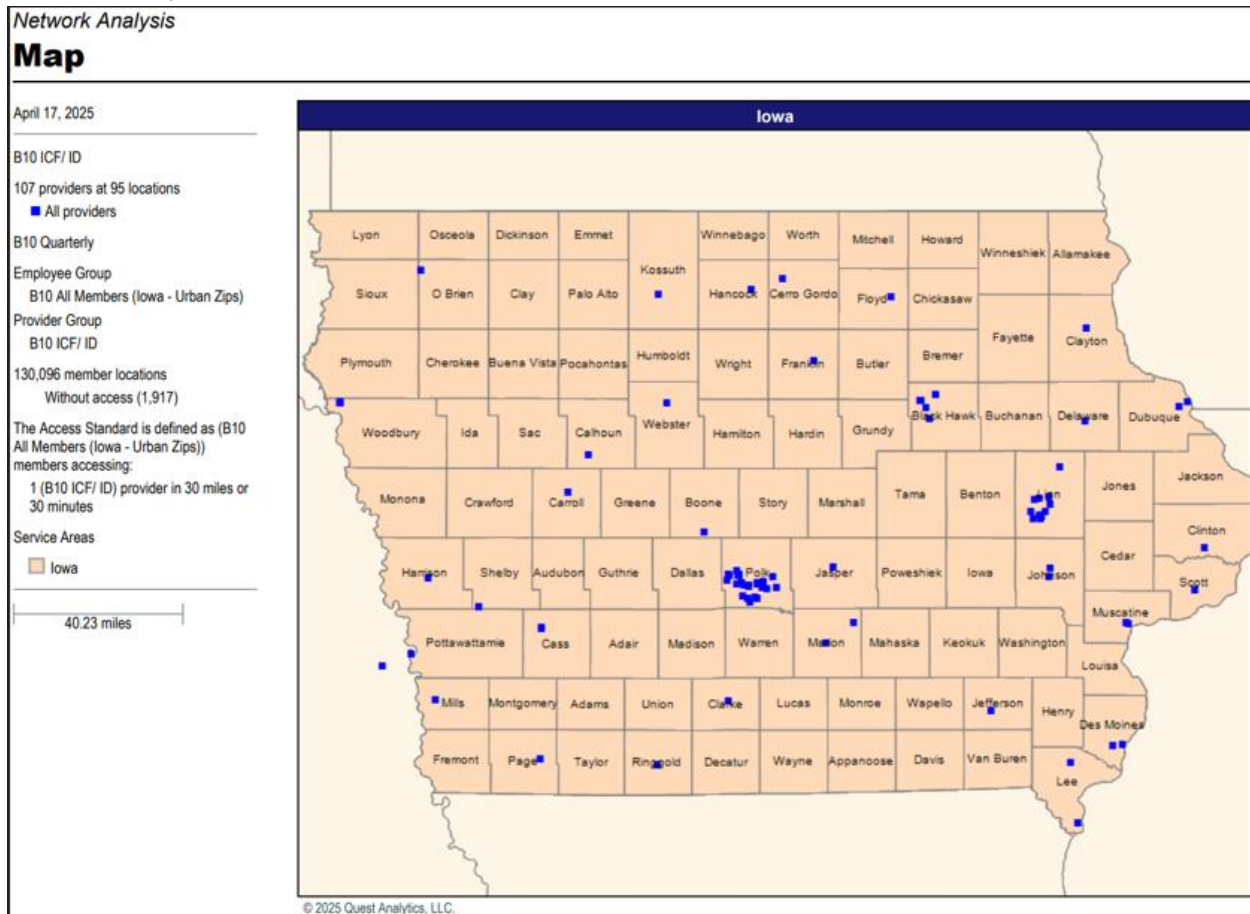 Network Analysis
Map
April 17, 2025
B10 ICF/ ID
107 providers at 95 locations
All providers
B10 Quarterly
Employee Group
B10 All Members (Iowa - Urban Zips)
Provider Group
B10 ICF/ ID
130,096 member locations
Without access (1,917)
The Access Standard is defined as (B10
All Members (Iowa - Urban Zips))
members accessing:
1 (B10 ICF/ ID) provider in 30 miles or
30 minutes
Service Areas
Iowa
40.23 miles
Iowa
Lyon Osceola Dickinson Emmet Winnebago Worth Mitchell Howard Winneshiek Allamakee
Sioux O Brien Clay Palo Alto Kossuth Hancock Cerro Gordo Floyd Chickasaw
Fayette Clayton
Plymouth Cherokee Buena Vista Pocahontas Humboldt Wright Franklin Butler Bremer
Woodbury Ida Sac Calhoun Webster Hamilton Hardin Grundy Black Hawk Buchanan Delaware Dubuque
Monona Crawford Carroll Greene Boone Story Marshall Tama Benton Linn Jones Jackson
Clinton
Harrison Shelby Audubon Guthrie Dallas Polk Jasper Poweshiek Iowa Johnson Cedar Scott
Muscatine
Pottawattamie Cass Adair Madison Warren Marion Mahaska Keokuk Washington Louisa
Mills Montgomery Adams Union Clarke Lucas Monroe Wapello Jefferson Henry Des Moines
Fremont Page Taylor Ringgold Decatur Wayne Appanoose Davis Van Buren Lee
© 2025 Quest Analytics, LLC.